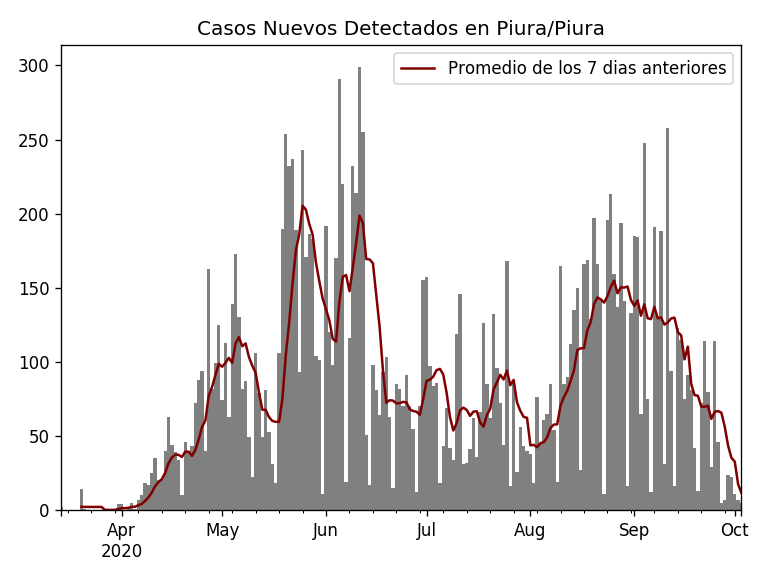 Casos Nuevos Detectados en Piura/Piura
Promedio de los 7 dias anteriores
300
250
200
150
100
50
0
Apr
2020
May
Jun
Jul
Aug
Sep
Oct